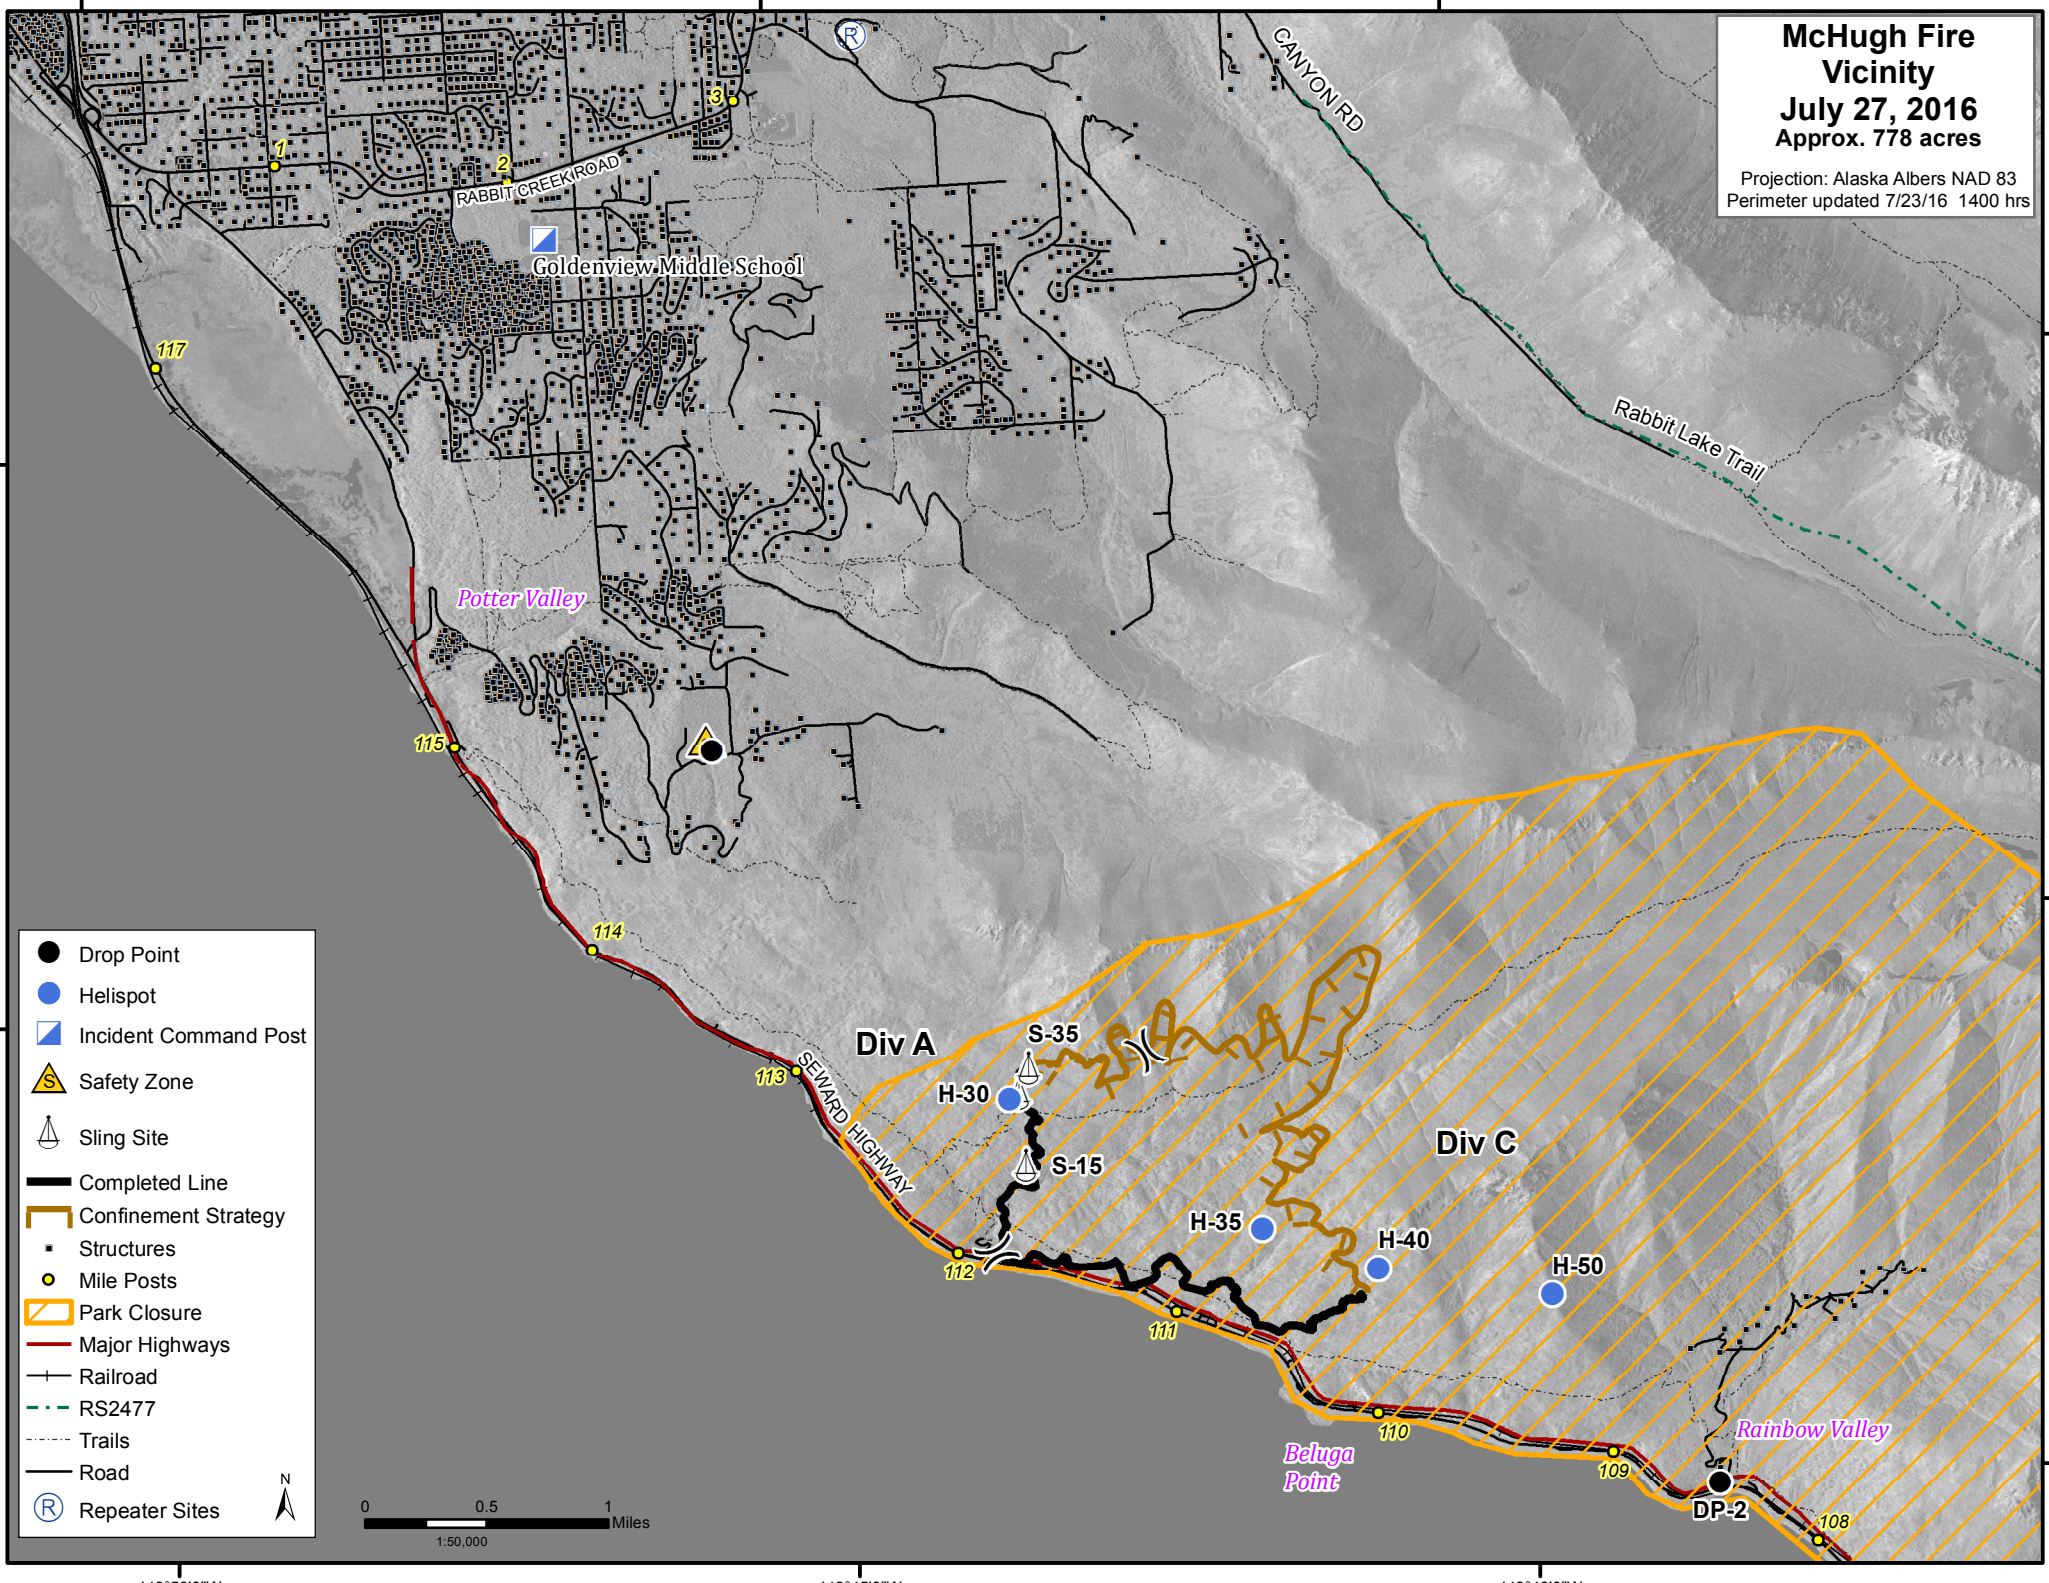 McHugh Fire
Vicinity
July 27, 2016
Approx. 778 acres
Projection: Alaska Albers NAD 83
Perimeter updated 7/23/16 1400 hrs
R
CANYON RD
3
1
2
RABBIT CREEK ROAD
Goldenview Middle School
117
Rabbit Lake Trail
Potter Valley
115
114
Div A
S-35
113
SEWARD HIGHWAY
H-30
Div C
S-15
H-35
H-40
112
H-50
111
110
Rainbow Valley
Beluga
Point
109
DP-2
108
Drop Point
Helispot
Incident Command Post
S
Safety Zone
Sling Site
Completed Line
Confinement Strategy
Structures
Mile Posts
Park Closure
Major Highways
Railroad
RS2477
Trails
Road
R
Repeater Sites
N
0 0.5 1
Miles
1:50,000